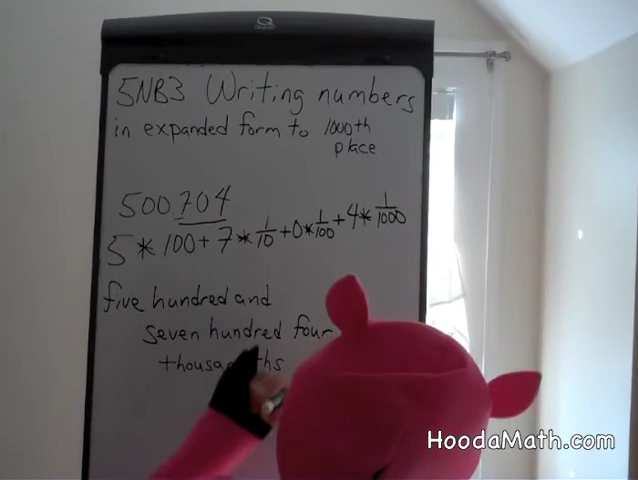 5NB3 Writing numbers
in expanded form to 1000th
place.
500.704
5 * 100 + 7 * 1/10 + 0 * 1/100 + 4 * 1/1000
five hundred and
seven hundred four
HoodaMath.com